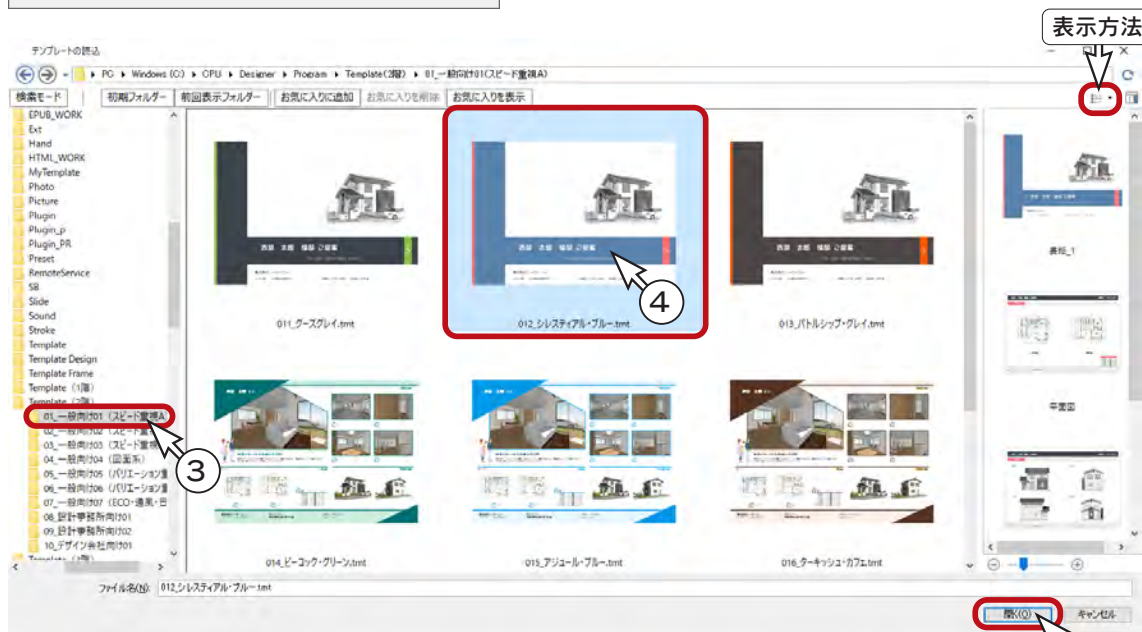 表示方法
テンプレートの読込
PC ▸ Windows (C:) ▸ CPU ▸ Designer ▸ Program ▸ Template(2階) ▸ 01_一般向け01(スピード重視A)
検索モード 初期フォルダー 前回表示フォルダー お気に入りに追加 お気に入りを削除 お気に入りを表示
EPUB_WORK
Ext
Hand
HTML_WORK
MyTemplate
Photo
Picture
Plugin
Plugin_p
Plugin_PR
Preset
RemoteService
SB
Slide
Sound
Stroke
Template
Template Design
Template Frame
Template (1階)
Template (2階)
01_一般向け01 (スピード重視A)
02_一般向け02 (スピード重視
03_一般向け03 (スピード重視
04_一般向け04 (図面系)
05_一般向け05 (バリエーション重
06_一般向け06 (バリエーション重
07_一般向け07 (ECO・通風・日
08_設計事務所向け01
09_設計事務所向け02
10_デザイン会社向け01
③
011_グースグレイ.tmt
012_シレスティアル・ブルー.tmt
④
013_バトルシップ・グレイ.tmt
014_ピーコック・グリーン.tmt
015_アジュール・ブルー.tmt
016_ターキッシュ・カフェ.tmt
表紙_1
平面図
ファイル名(N): 012_シレスティアル・ブルー.tmt
開く(O) キャンセル